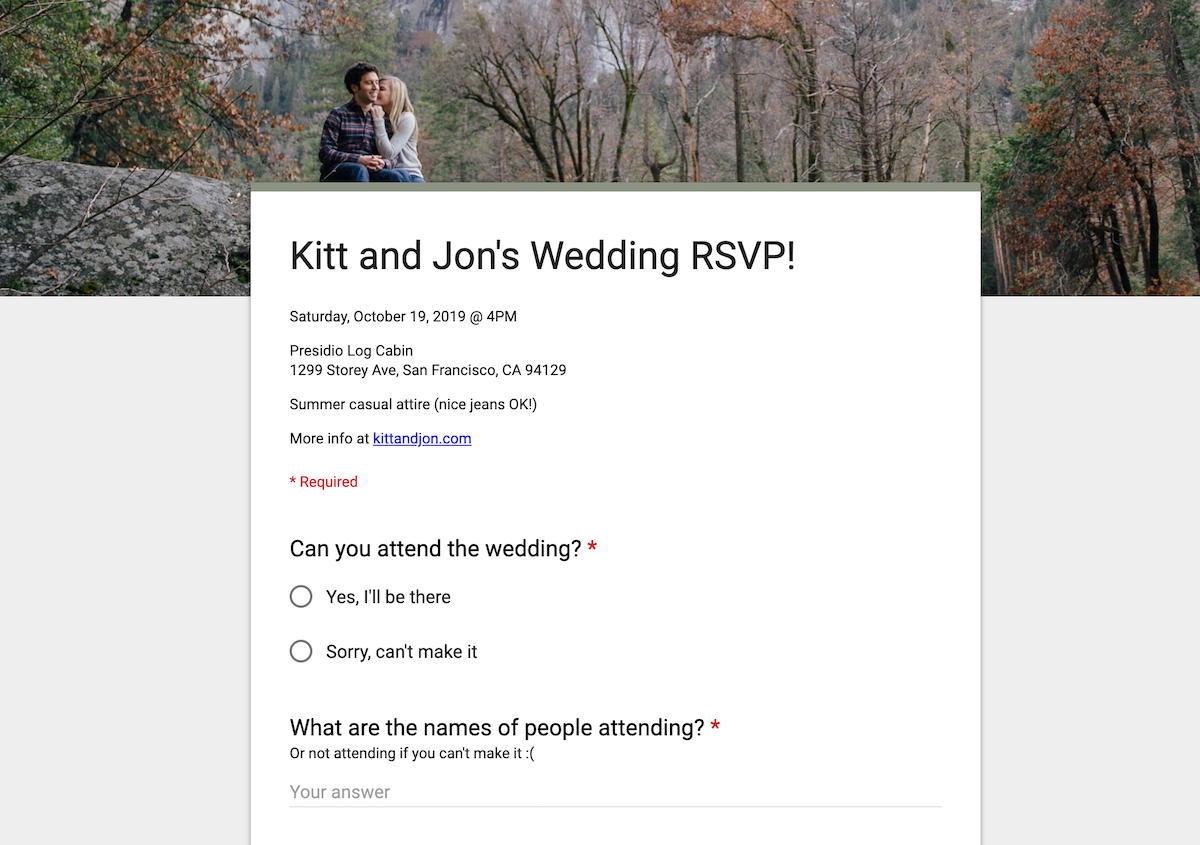 Kitt and Jon's Wedding RSVP!
Saturday, October 19, 2019 @ 4PM
Presidio Log Cabin
1299 Storey Ave, San Francisco, CA 94129
Summer casual attire (nice jeans OK!)
More info at kittandjon.com
* Required
Can you attend the wedding? *
Yes, I'll be there
Sorry, can't make it
What are the names of people attending? *
Or not attending if you can't make it :(
Your answer